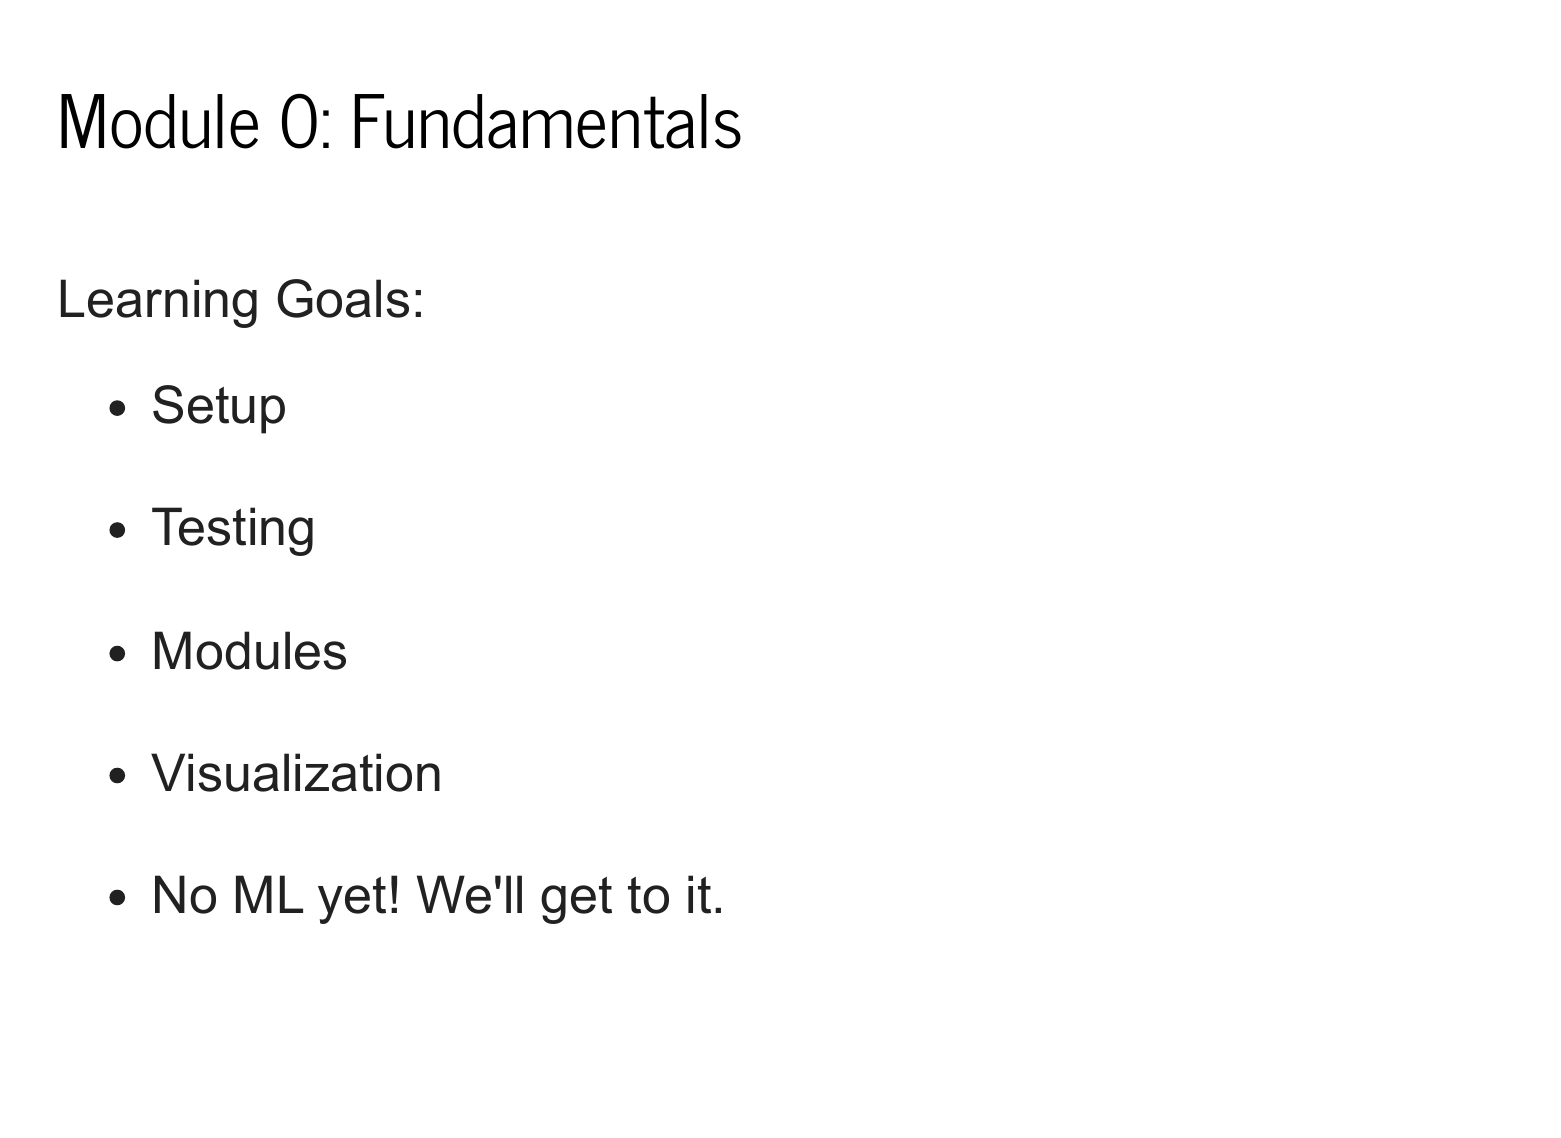 Module 0: Fundamentals
Learning Goals:
• Setup
• Testing
• Modules
• Visualization
• No ML yet! We'll get to it.